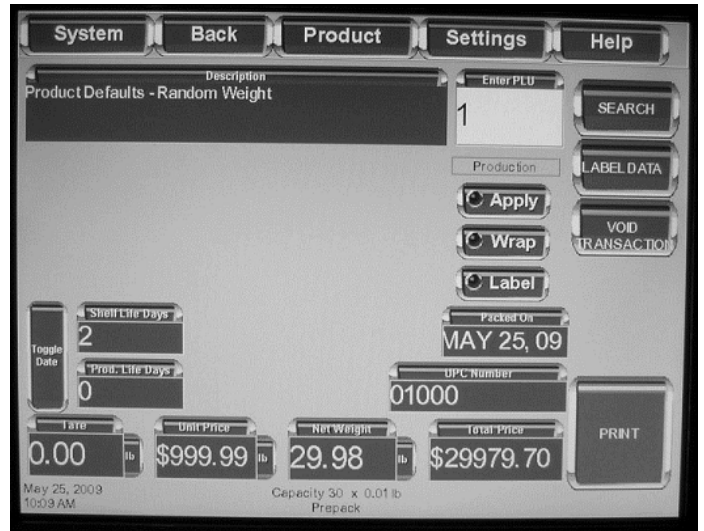 System Back Product Settings Help
Description
Product Defaults - Random Weight
Enter PLU
1
SEARCH
Production
LABEL DATA
Apply
VOID
TRANSACTION
Wrap
Label
Shelf Life Days
2
Packed On
MAY 25, 09
Toggle
Date
Prod. Life Days
0
UPC Number
01000
Tare
0.00 lb
Unit Price
$999.99 lb
Net Weight
29.98 lb
Total Price
$29979.70
PRINT
May 25, 2009
10:09 AM
Capacity 30 x 0.01 lb
Prepack